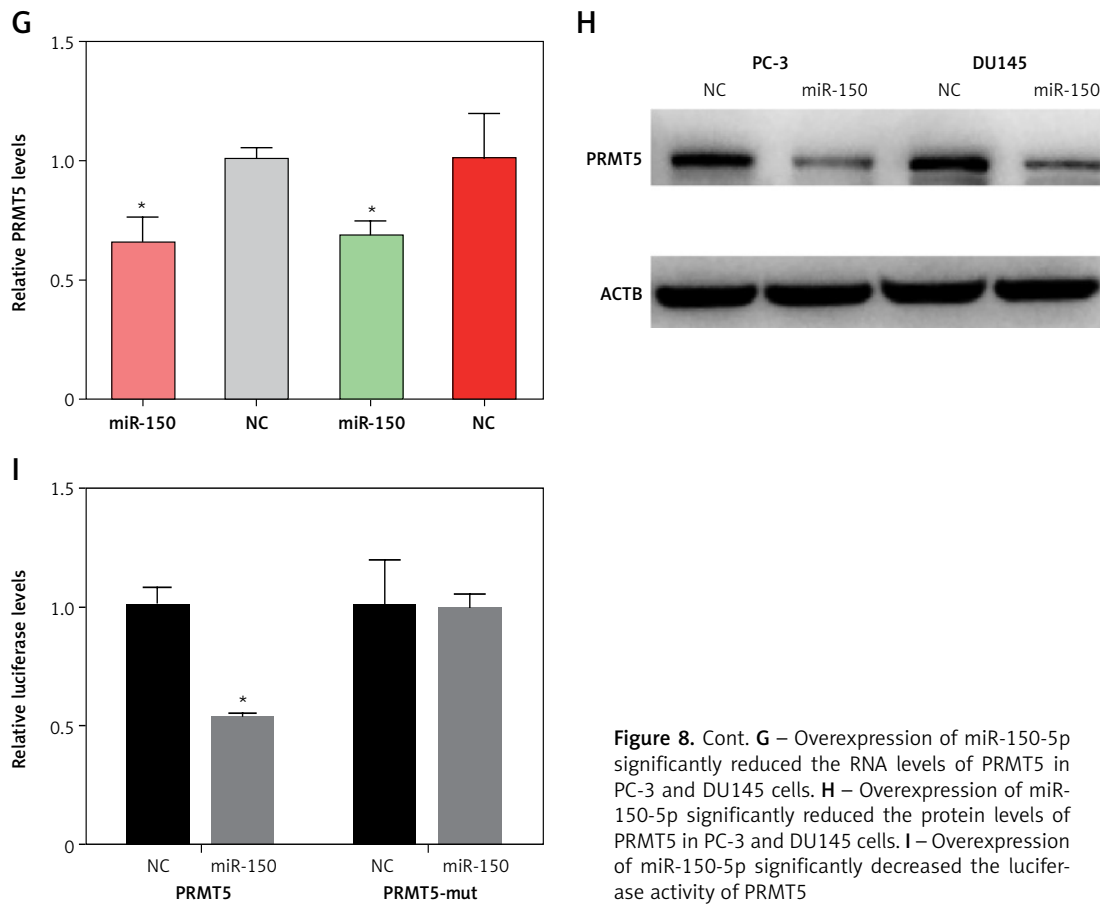 G
1.5
1.0
0.5
0
Relative PRMT5 levels
*
*
miR-150 NC miR-150 NC
H
PC-3 DU145
NC miR-150 NC miR-150
PRMT5
ACTB
I
1.5
1.0
0.5
0
Relative luciferase levels
*
NC miR-150 NC miR-150
PRMT5 PRMT5-mut
Figure 8. Cont. G – Overexpression of miR-150-5p
significantly reduced the RNA levels of PRMT5 in
PC-3 and DU145 cells. H – Overexpression of miR-
150-5p significantly reduced the protein levels of
PRMT5 in PC-3 and DU145 cells. I – Overexpression
of miR-150-5p significantly decreased the lucifer-
ase activity of PRMT5